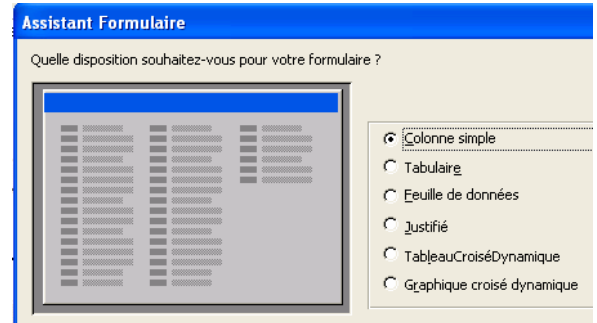 Assistant Formulaire
Quelle disposition souhaitez-vous pour votre formulaire ?
Colonne simple
Tabulaire
Feuille de données
Justifié
TableauCroiséDynamique
Graphique croisé dynamique